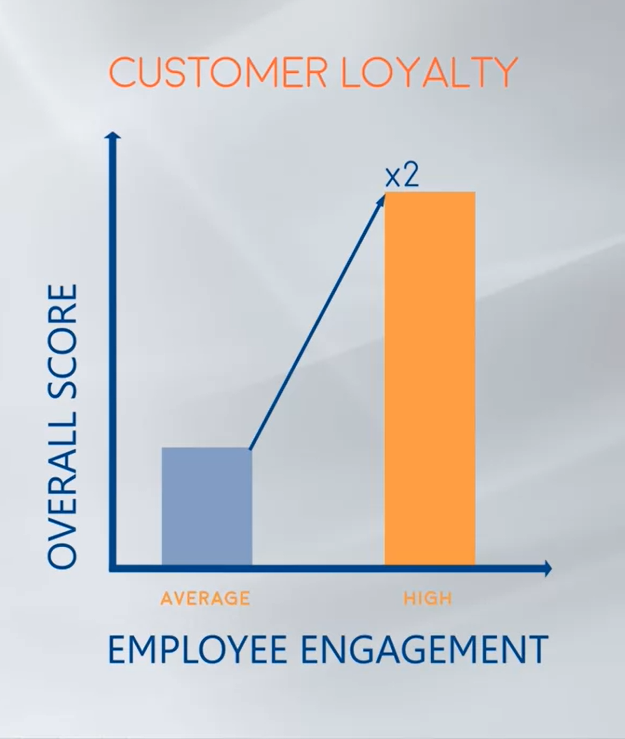 CUSTOMER LOYALTY
x2
OVERALL SCORE
AVERAGE
HIGH
EMPLOYEE ENGAGEMENT